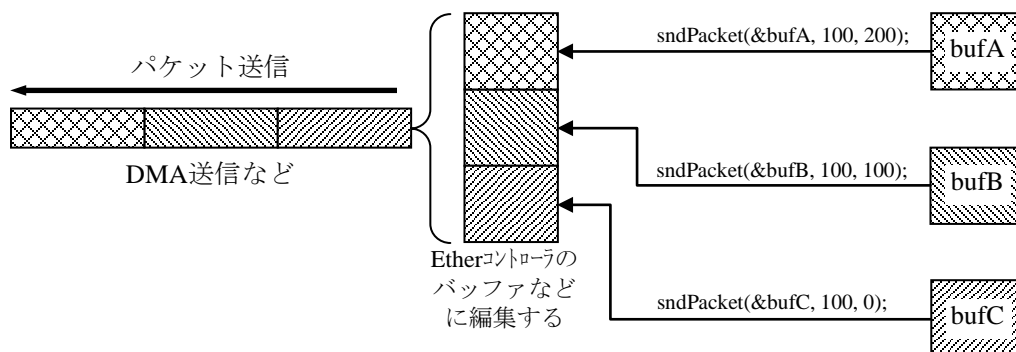 sndPacket(&bufA, 100, 200);
bufA
パケット送信
DMA送信など
sndPacket(&bufB, 100, 100);
bufB
Etherｺﾝﾄﾛｰﾗの
バッファなど
に編集する
sndPacket(&bufC, 100, 0);
bufC